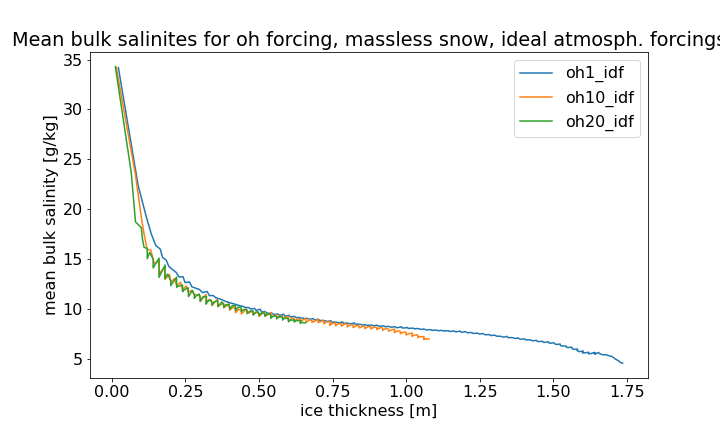 Mean bulk salinites for oh forcing, massless snow, ideal atmosph. forcings
35
30
25
20
15
10
5
mean bulk salinity [g/kg]
oh1_idf
oh10_idf
oh20_idf
0.00 0.25 0.50 0.75 1.00 1.25 1.50 1.75
ice thickness [m]